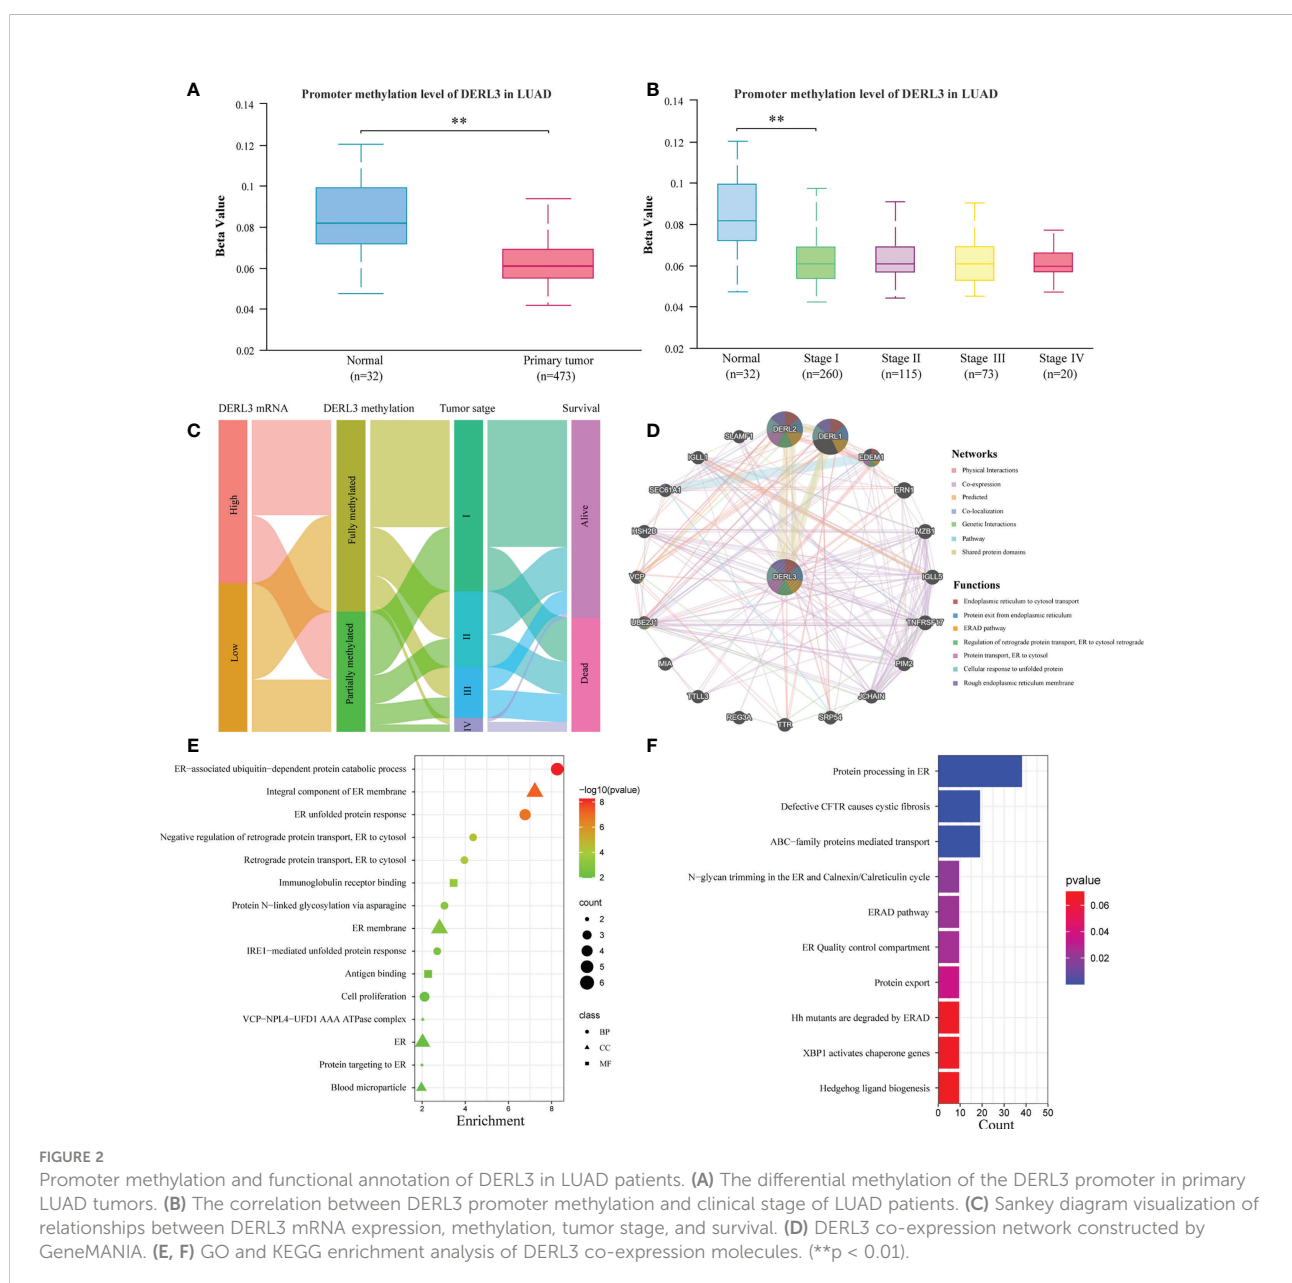 A
Promoter methylation level of DERL3 in LUAD
**
0.14
0.12
0.1
0.08
0.06
0.04
0.02
Beta Value
Normal
(n=32)
Primary tumor
(n=473)
B
Promoter methylation level of DERL3 in LUAD
**
0.14
0.12
0.1
0.08
0.06
0.04
0.02
Beta Value
Normal
(n=32)
Stage I
(n=260)
Stage II
(n=115)
Stage III
(n=73)
Stage IV
(n=20)
C
DERL3 mRNA
DERL3 methylation
Tumor satge
Survival
High
Low
Fully methylated
Partially methylated
I
II
III
IV
Alive
Dead
D
DERL2
DERL1
EDEM1
ERN1
MZB1
IGLL5
TNFRSF17
PIM2
JCHAIN
SRP54
TTR
REG3A
TTLL3
MIA
UBE2J1
VCP
HSH2D
SEC61A1
IGLL1
SLAMF1
DERL3
Networks
Physical Interactions
Co-expression
Predicted
Co-localization
Genetic Interactions
Pathway
Shared protein domains
Functions
Endoplasmic reticulum to cytosol transport
Protein exit from endoplasmic reticulum
ERAD pathway
Regulation of retrograde protein transport, ER to cytosol retrograde
Protein transport, ER to cytosol
Cellular response to unfolded protein
Rough endoplasmic reticulum membrane
E
ER−associated ubiquitin−dependent protein catabolic process
Integral component of ER membrane
ER unfolded protein response
Negative regulation of retrograde protein transport, ER to cytosol
Retrograde protein transport, ER to cytosol
Immunoglobulin receptor binding
Protein N−linked glycosylation via asparagine
ER membrane
IRE1−mediated unfolded protein response
Antigen binding
Cell proliferation
VCP−NPL4−UFD1 AAA ATPase complex
ER
Protein targeting to ER
Blood microparticle
2
4
6
8
Enrichment
−log10(pvalue)
8
6
4
2
count
2
3
4
5
6
class
BP
CC
MF
F
Protein processing in ER
Defective CFTR causes cystic fibrosis
ABC−family proteins mediated transport
N−glycan trimming in the ER and Calnexin/Calreticulin cycle
ERAD pathway
ER Quality control compartment
Protein export
Hh mutants are degraded by ERAD
XBP1 activates chaperone genes
Hedgehog ligand biogenesis
0 10 20 30 40 50
Count
pvalue
0.06
0.04
0.02
FIGURE 2
Promoter methylation and functional annotation of DERL3 in LUAD patients. (A) The differential methylation of the DERL3 promoter in primary
LUAD tumors. (B) The correlation between DERL3 promoter methylation and clinical stage of LUAD patients. (C) Sankey diagram visualization of
relationships between DERL3 mRNA expression, methylation, tumor stage, and survival. (D) DERL3 co-expression network constructed by
GeneMANIA. (E, F) GO and KEGG enrichment analysis of DERL3 co-expression molecules. (**p < 0.01).